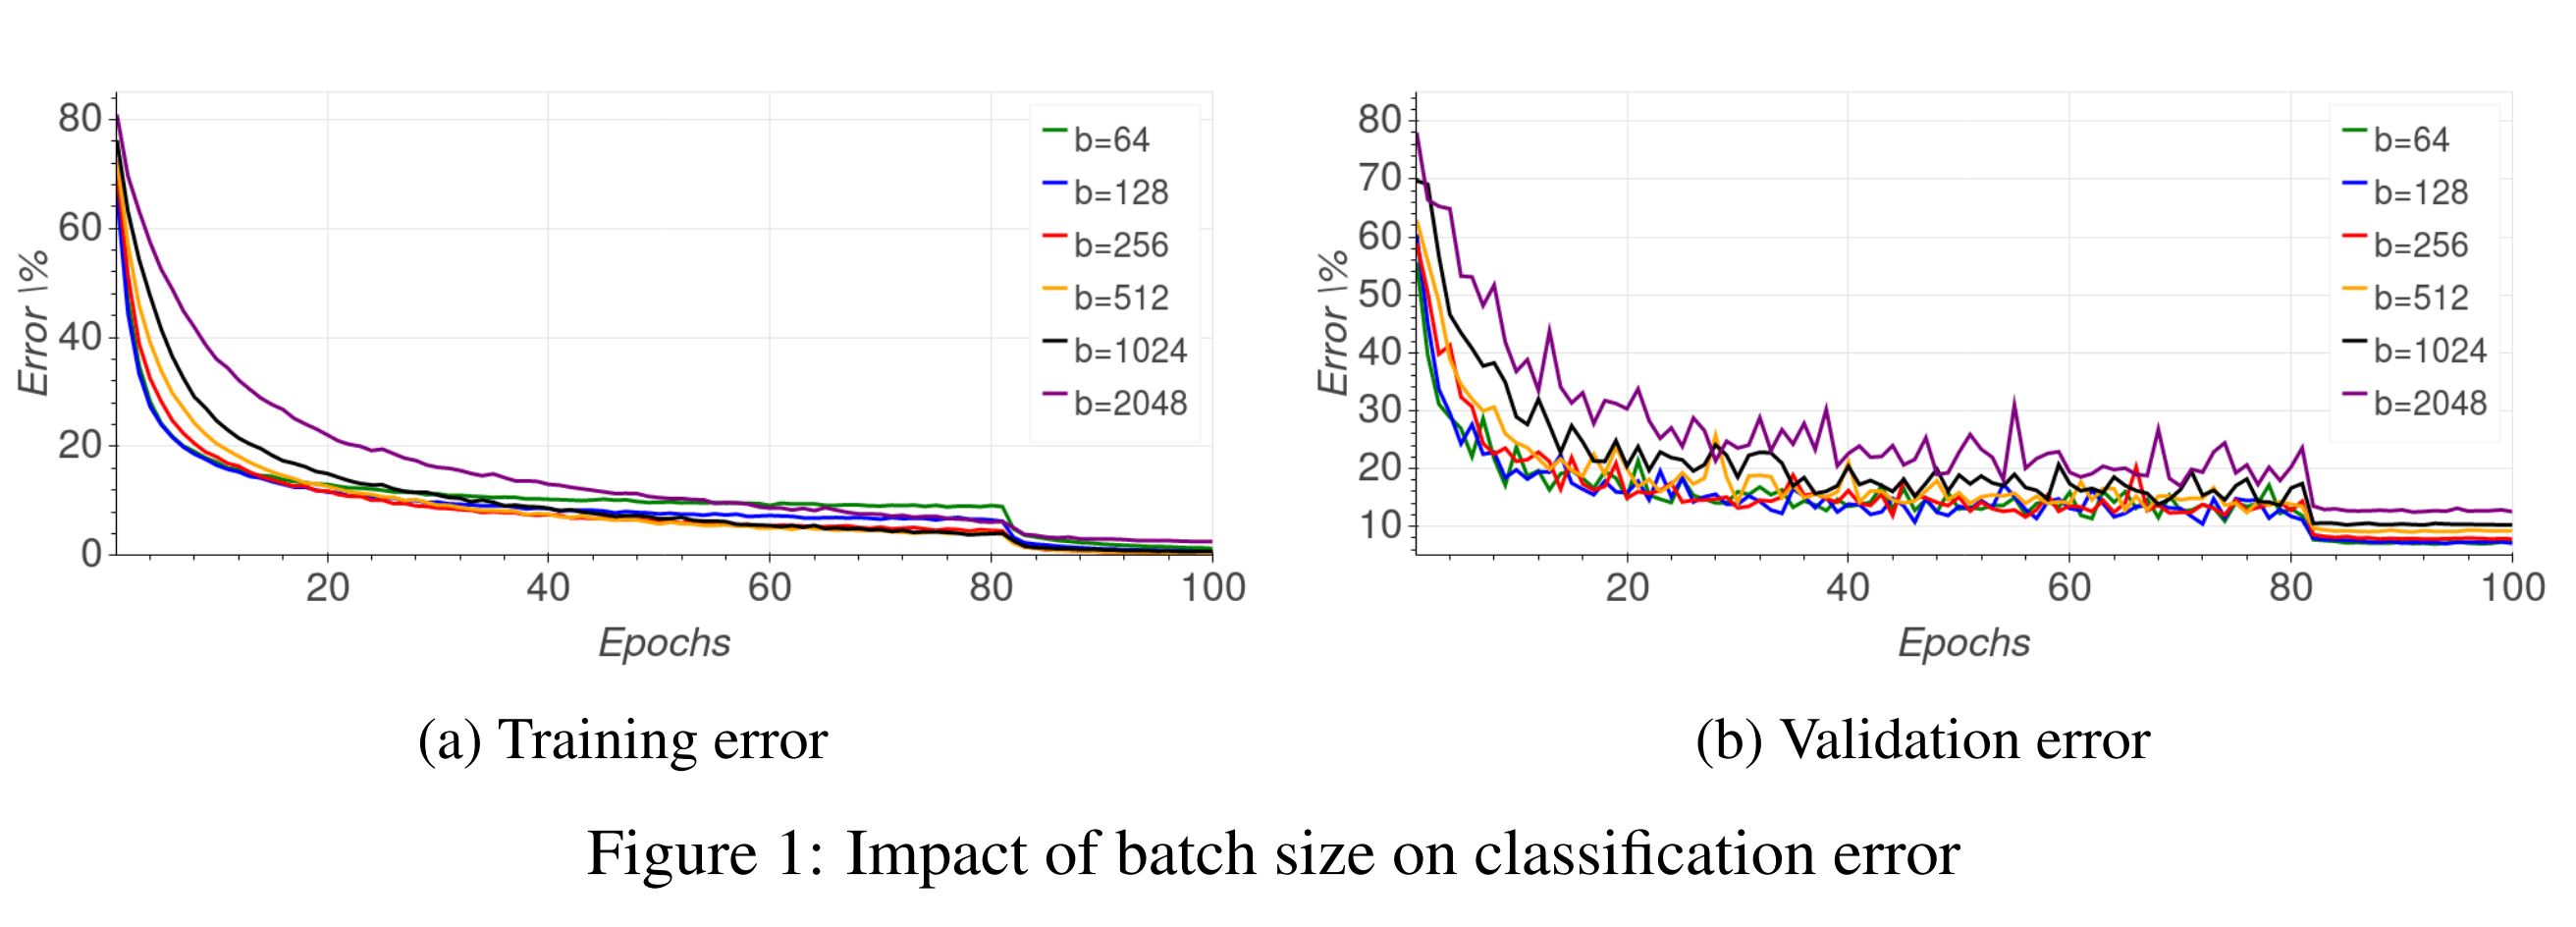 80
60
40
20
0
Error \%
20 40 60 80 100
Epochs
b=64
b=128
b=256
b=512
b=1024
b=2048
(a) Training error
80
70
60
50
40
30
20
10
Error \%
20 40 60 80 100
Epochs
b=64
b=128
b=256
b=512
b=1024
b=2048
(b) Validation error
Figure 1: Impact of batch size on classification error